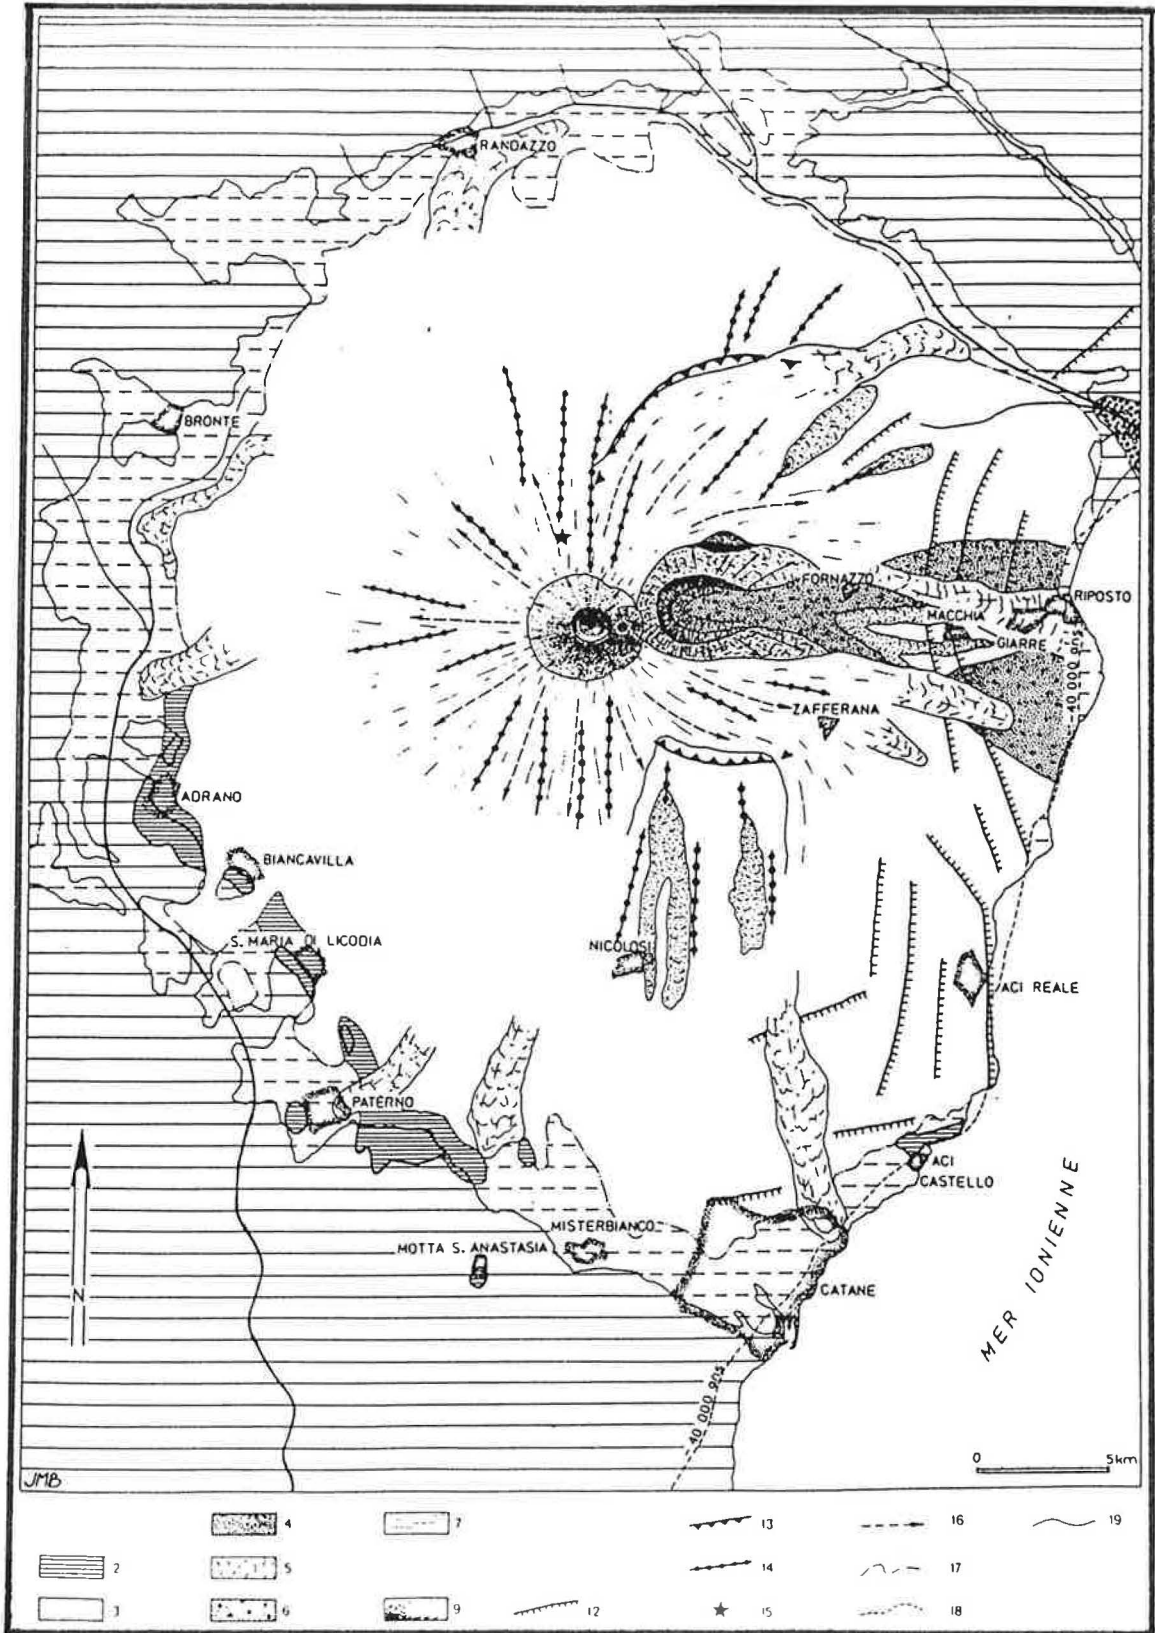 RANDAZZO
BRONTE
FORNAZZO
RIPOSTO
MACCHIA
GIARRE
-40 000 905
ZAFFERANA
ADRANO
BIANCAVILLA
S. MARIA DI LICODIA
NICOLOSI
ACI REALE
PATERNO
ACI
CASTELLO
MISTERBIANCO
MOTTA S. ANASTASIA
CATANE
MER IONIENNE
N
40 000 905
0 5km
JMB
4 7 13 16 19
2 5 14 17
3 6 9 12 15 18